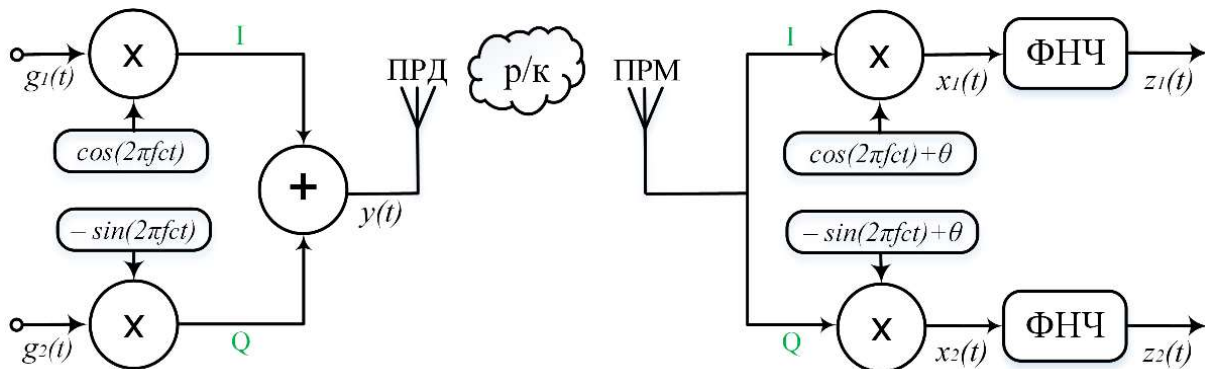 I
g₁(t)
X
cos(2πfct)
+
– sin(2πfct)
X
g₂(t)
Q
y(t)
ПРД
р/к
ПРМ
I
X
x₁(t)
ФНЧ
z₁(t)
cos(2πfct)+θ
– sin(2πfct)+θ
Q
X
x₂(t)
ФНЧ
z₂(t)